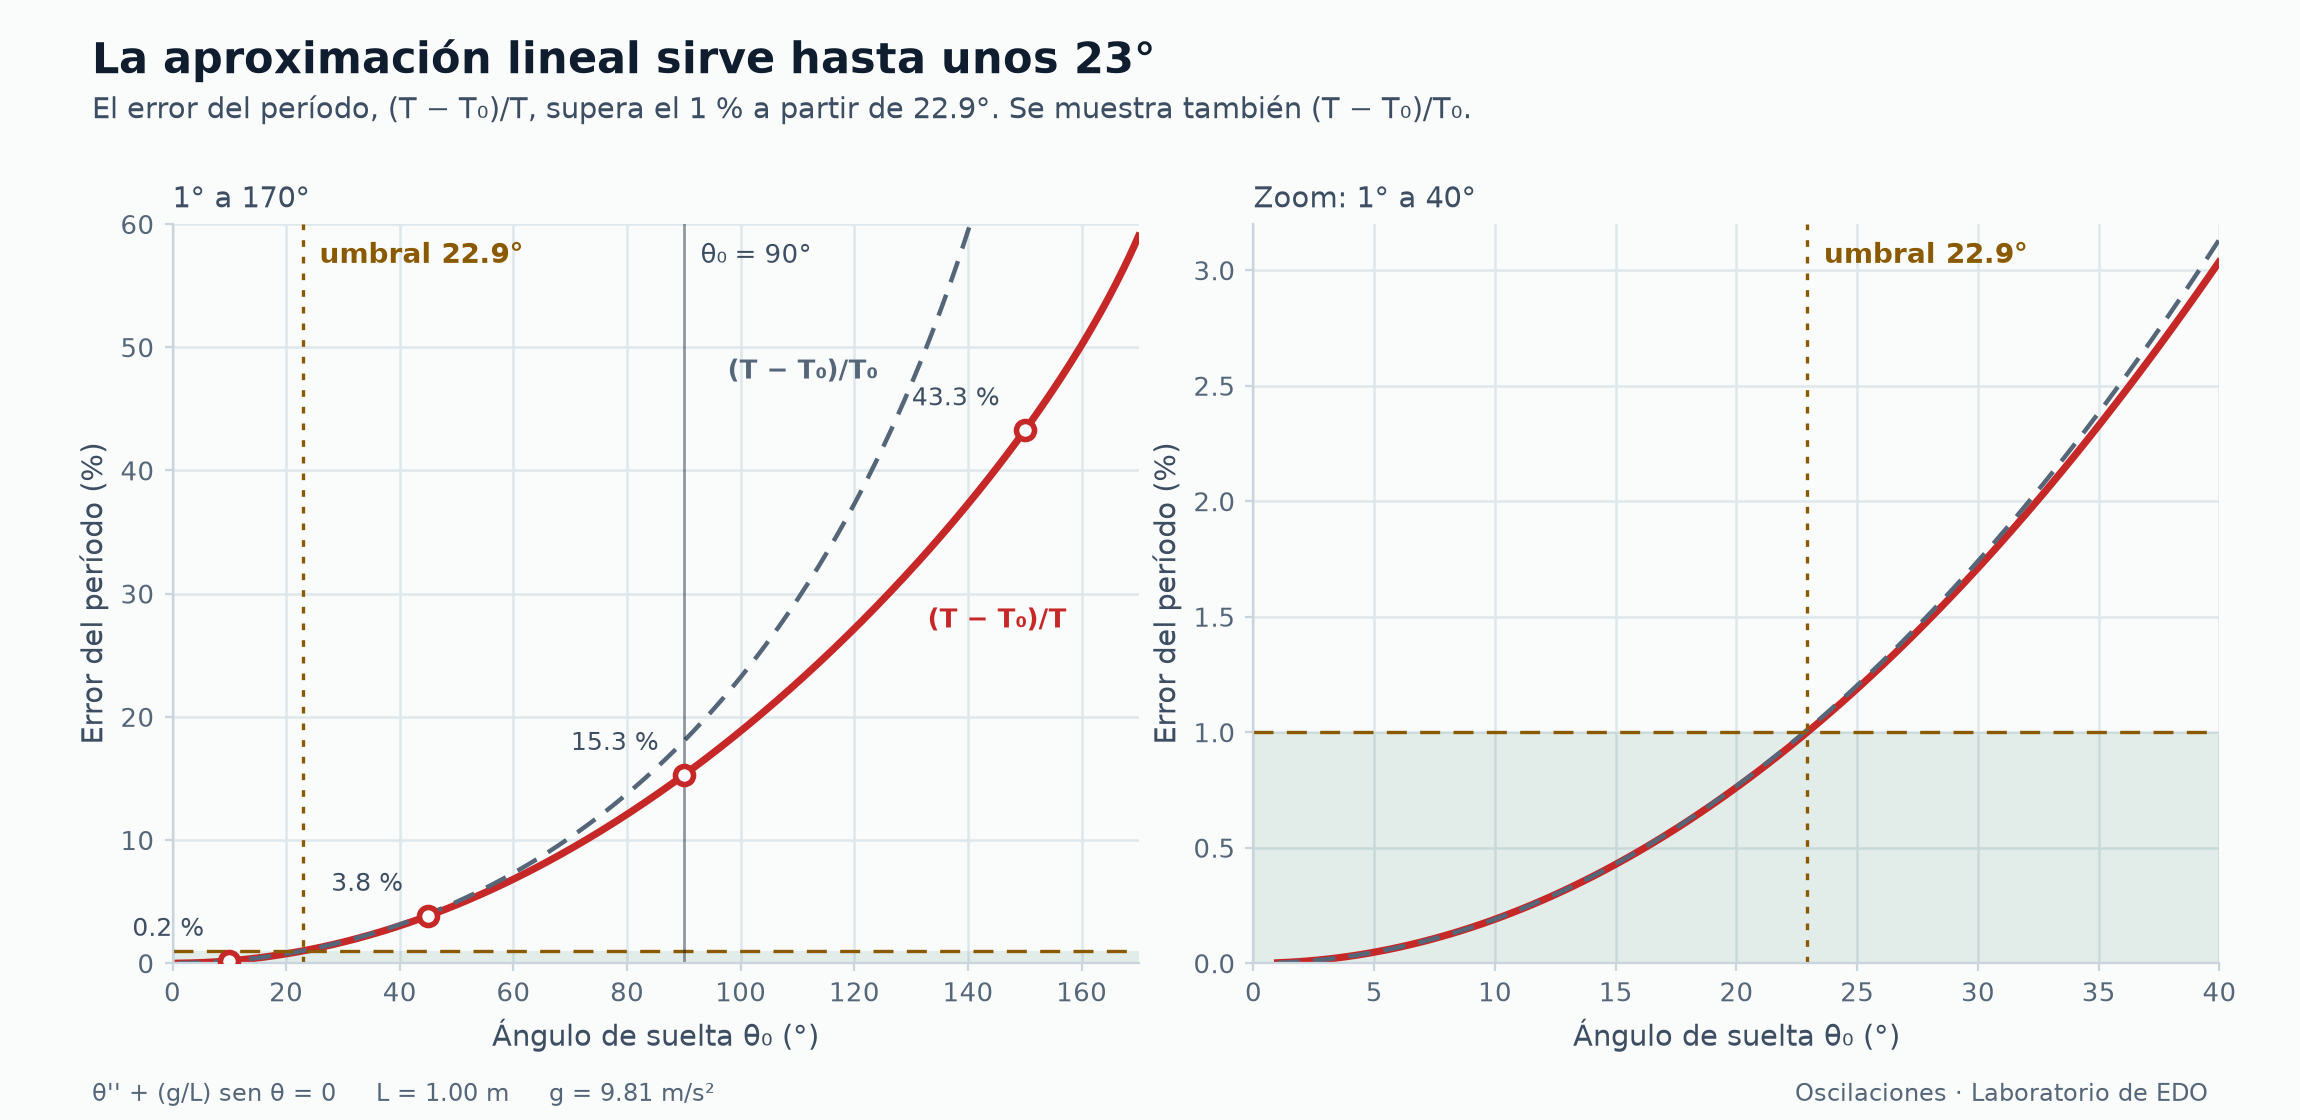 La aproximación lineal sirve hasta unos 23°
El error del período, (T − T₀)/T, supera el 1 % a partir de 22.9°. Se muestra también (T − T₀)/T₀.
1° a 170°
60
50
40
30
20
10
0
Error del período (%)
umbral 22.9°
θ₀ = 90°
(T − T₀)/T₀
43.3 %
(T − T₀)/T
15.3 %
3.8 %
0.2 %
0 20 40 60 80 100 120 140 160
Ángulo de suelta θ₀ (°)
Zoom: 1° a 40°
3.0
2.5
2.0
1.5
1.0
0.5
0.0
Error del período (%)
umbral 22.9°
0 5 10 15 20 25 30 35 40
Ángulo de suelta θ₀ (°)
θ'' + (g/L) sen θ = 0 L = 1.00 m g = 9.81 m/s²
Oscilaciones · Laboratorio de EDO